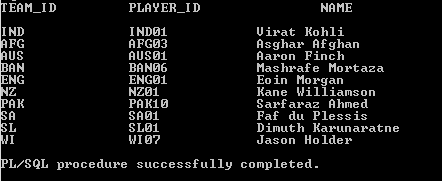 TEAM_ID PLAYER_ID NAME
IND IND01 Virat Kohli
AFG AFG03 Asghar Afghan
AUS AUS01 Aaron Finch
BAN BAN06 Mashrafe Mortaza
ENG ENG01 Eoin Morgan
NZ NZ01 Kane Williamson
PAK PAK10 Sarfaraz Ahmed
SA SA01 Faf du Plessis
SL SL01 Dimuth Karunaratne
WI WI07 Jason Holder
PL/SQL procedure successfully completed.